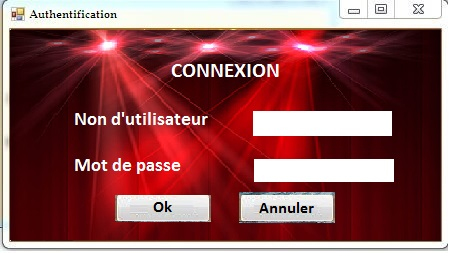 Authentification
CONNEXION
Non d'utilisateur
Mot de passe
Ok
Annuler